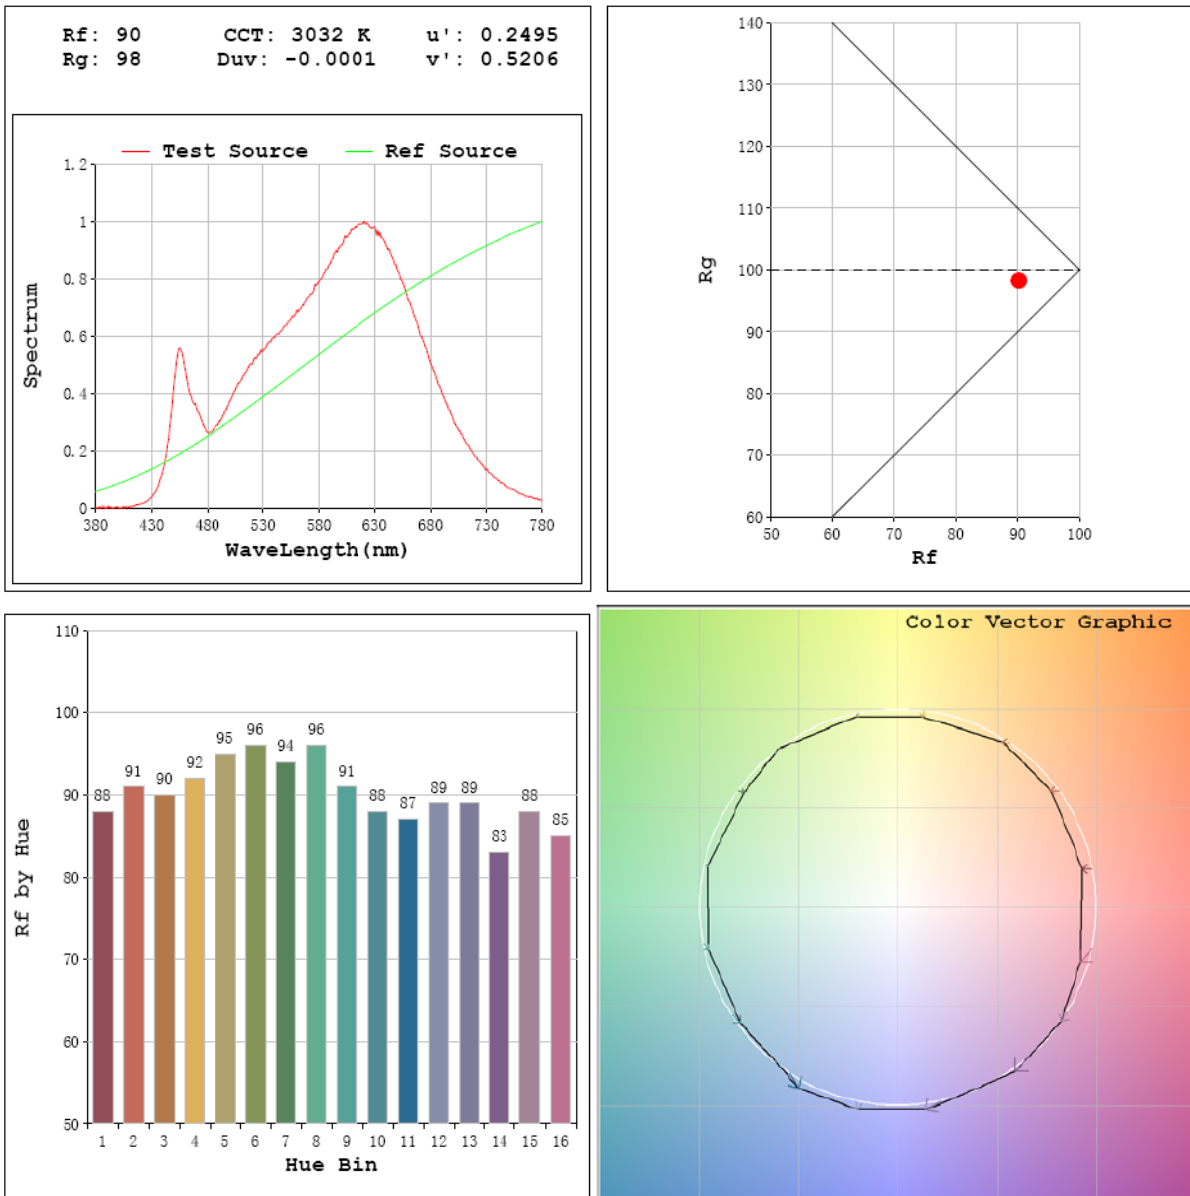 Rf: 90 CCT: 3032 K u': 0.2495
Rg: 98 Duv: -0.0001 v': 0.5206
Test Source Ref Source
1.2
1
0.8
0.6
0.4
0.2
0
Spectrum
380 430 480 530 580 630 680 730 780
WaveLength(nm)
140
130
120
110
100
90
80
70
60
Rg
50 60 70 80 90 100
Rf
110
100
90
80
70
60
50
Rf by Hue
88 91 90 92 95 96 94 96 91 88 87 89 89 83 88 85
1 2 3 4 5 6 7 8 9 10 11 12 13 14 15 16
Hue Bin
Color Vector Graphic